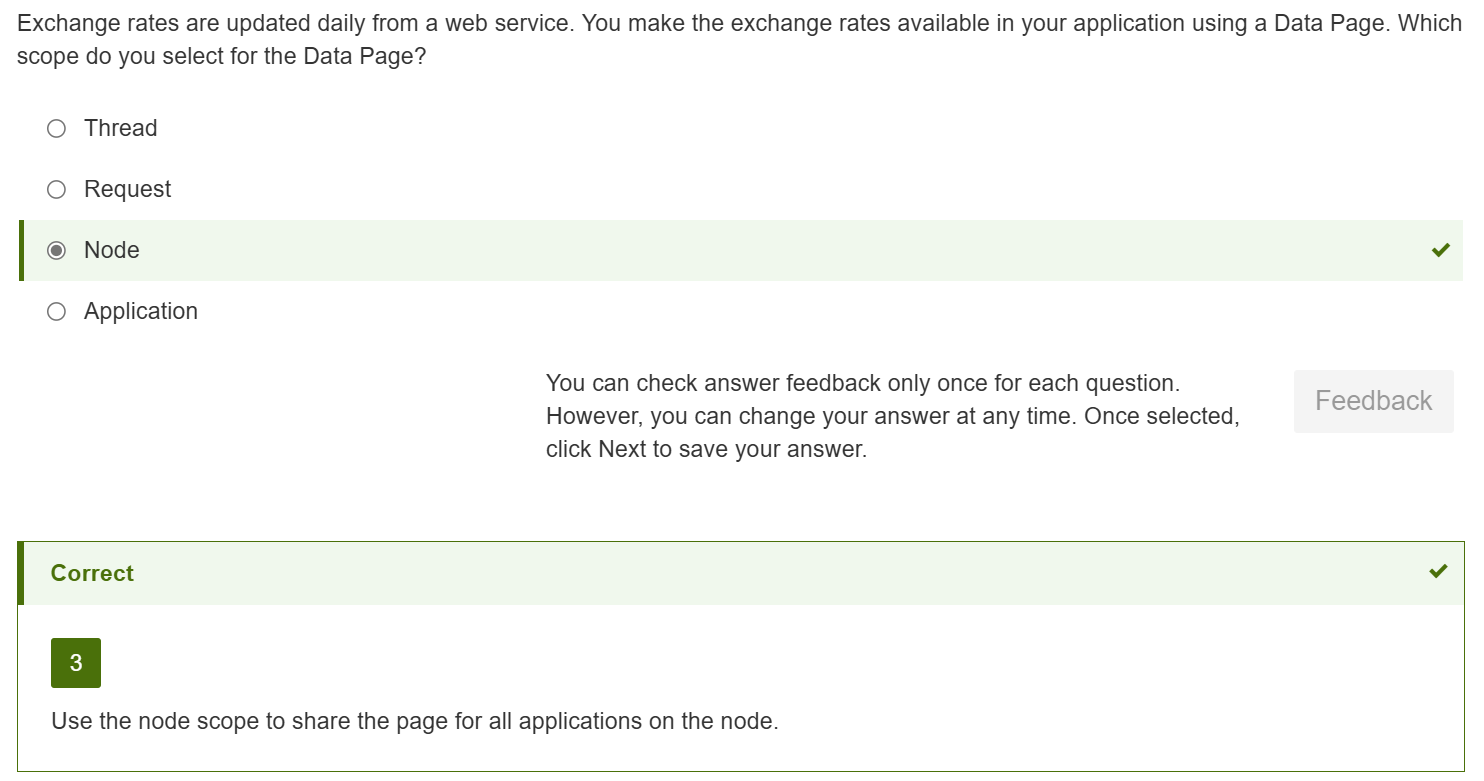 Exchange rates are updated daily from a web service. You make the exchange rates available in your application using a Data Page. Which
scope do you select for the Data Page?
Thread
Request
Node
Application
You can check answer feedback only once for each question.
However, you can change your answer at any time. Once selected,
click Next to save your answer.
Feedback
Correct
3
Use the node scope to share the page for all applications on the node.